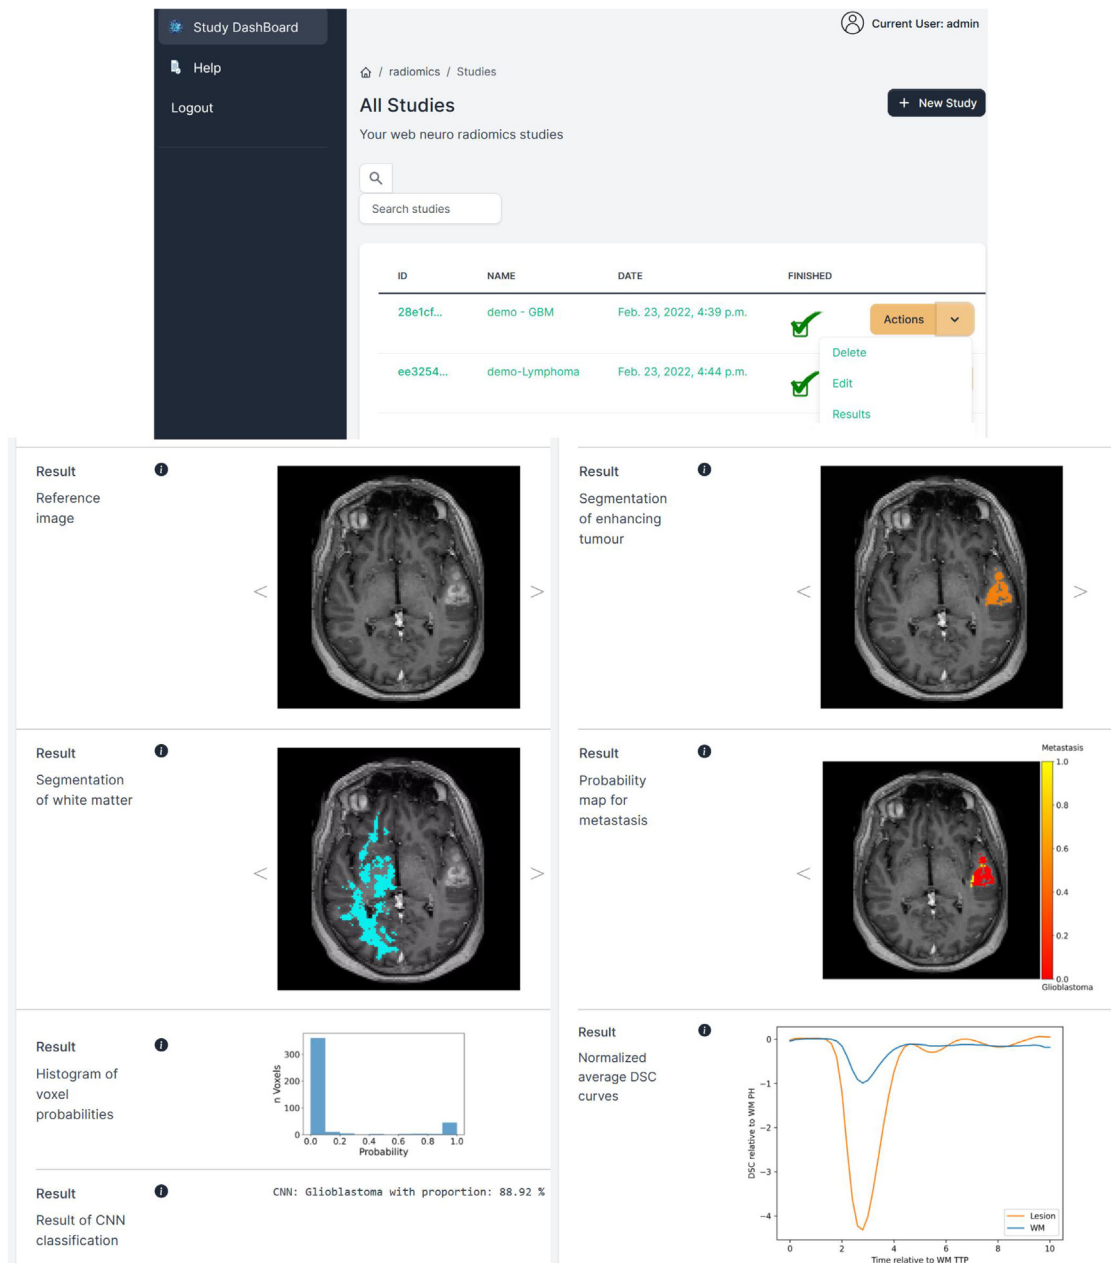 Study DashBoard
Help
Logout
Current User: admin
/ radiomics / Studies
All Studies
+ New Study
Your web neuro radiomics studies
Search studies
ID NAME DATE FINISHED
28e1cf... demo - GBM Feb. 23, 2022, 4:39 p.m. Actions
Delete
ee3254... demo-Lymphoma Feb. 23, 2022, 4:44 p.m.
Edit
Results
Result
Reference
image
<
>
Result
Segmentation
of enhancing
tumour
<
>
Result
Segmentation
of white matter
<
>
Result
Probability
map for
metastasis
<
Metastasis
1.0
0.8
0.6
0.4
0.2
0.0
Glioblastoma
Result
Histogram of
voxel
probabilities
n Voxels
300
200
100
0
0.0 0.2 0.4 0.6 0.8 1.0
Probability
Result
Normalized
average DSC
curves
DSC relative to WM PH
0
−1
−2
−3
−4
Lesion
WM
0 2 4 6 8 10
Time relative to WM TTP
Result
Result of CNN
classification
CNN: Glioblastoma with proportion: 88.92 %